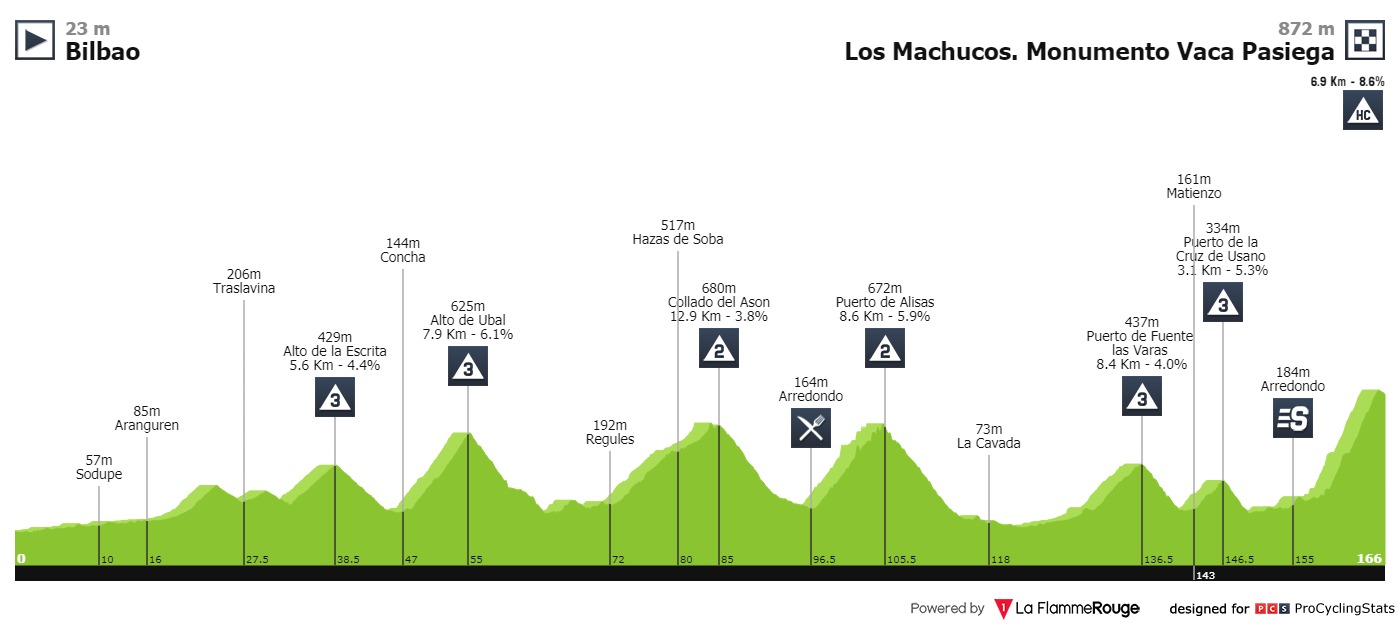 23 m
Bilbao
872 m
Los Machucos. Monumento Vaca Pasiega
6.9 Km - 8.6%
HC
57m
Sodupe
85m
Aranguren
206m
Traslavina
429m
Alto de la Escrita
5.6 Km - 4.4%
3
144m
Concha
625m
Alto de Ubal
7.9 Km - 6.1%
3
192m
Regules
517m
Hazas de Soba
680m
Collado del Ason
12.9 Km - 3.8%
2
164m
Arredondo
672m
Puerto de Alisas
8.6 Km - 5.9%
2
73m
La Cavada
437m
Puerto de Fuente
las Varas
8.4 Km - 4.0%
3
161m
Matienzo
334m
Puerto de la
Cruz de Usano
3.1 Km - 5.3%
3
184m
Arredondo
S
0 10 16 27.5 38.5 47 55 72 80 85 96.5 105.5 118 136.5 146.5 155 166
143
Powered by 1 La FlammeRouge designed for PCS ProCyclingStats